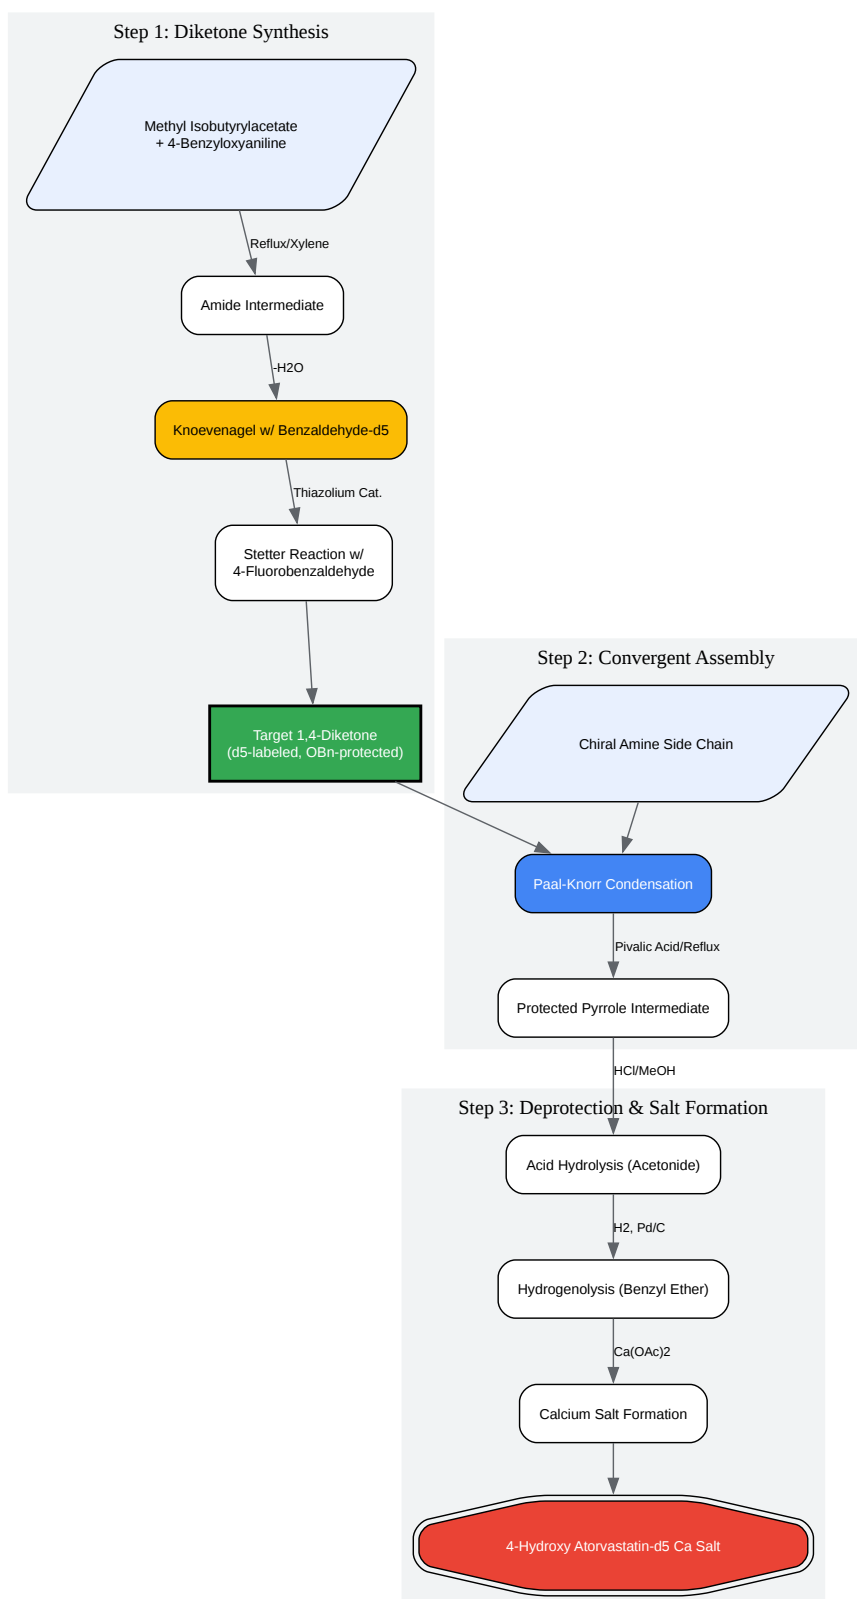 Step 1: Diketone Synthesis
Methyl Isobutyrylacetate
+ 4-Benzyloxyaniline
Reflux/Xylene
Amide Intermediate
-H2O
Knoevenagel w/ Benzaldehyde-d5
Thiazolium Cat.
Stetter Reaction w/
4-Fluorobenzaldehyde
Target 1,4-Diketone
(d5-labeled, OBn-protected)
Step 2: Convergent Assembly
Chiral Amine Side Chain
Paal-Knorr Condensation
Pivalic Acid/Reflux
Protected Pyrrole Intermediate
HCl/MeOH
Step 3: Deprotection & Salt Formation
Acid Hydrolysis (Acetonide)
H2, Pd/C
Hydrogenolysis (Benzyl Ether)
Ca(OAc)2
Calcium Salt Formation
4-Hydroxy Atorvastatin-d5 Ca Salt